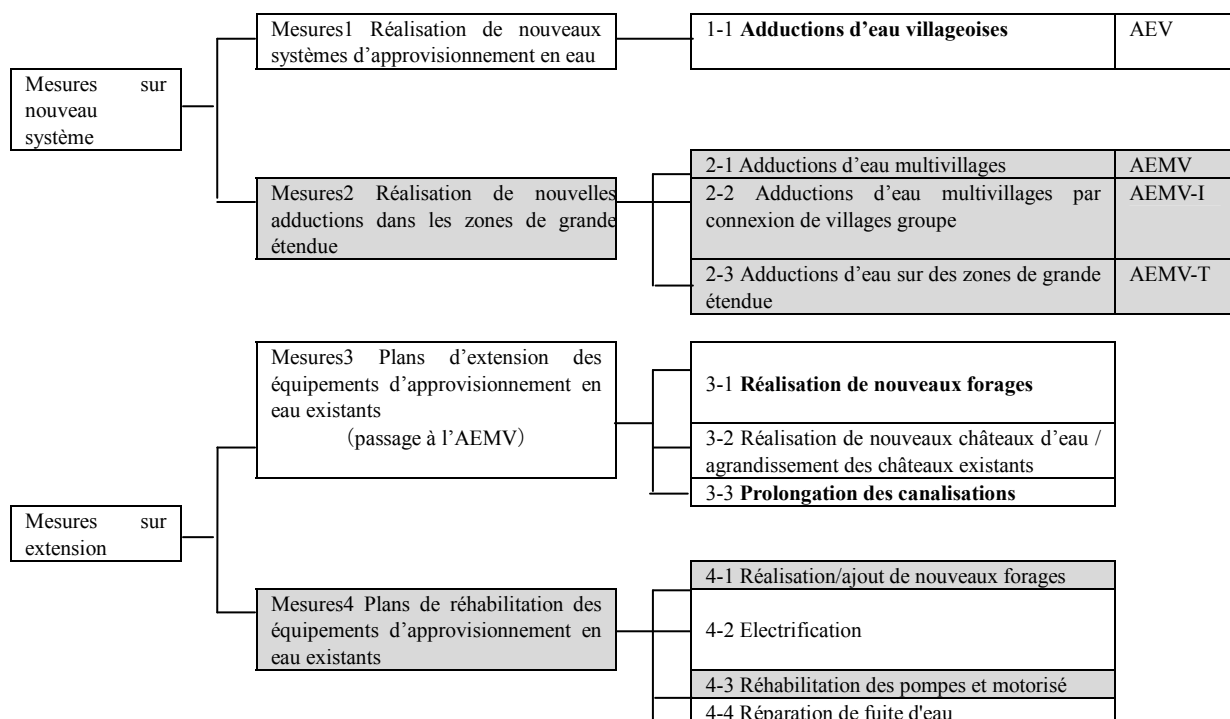 Mesures sur
nouveau
système
Mesures1 Réalisation de nouveaux
systèmes d'approvisionnement en eau
1-1 Adductions d'eau villageoises
AEV
Mesures2 Réalisation de nouvelles
adductions dans les zones de grande
étendue
2-1 Adductions d'eau multivillages
AEMV
2-2 Adductions d'eau multivillages par
connexion de villages groupe
AEMV-I
2-3 Adductions d'eau sur des zones de grande
étendue
AEMV-T
Mesures sur
extension
Mesures3 Plans d'extension des
équipements d'approvisionnement en
eau existants
(passage à l'AEMV)
3-1 Réalisation de nouveaux forages
3-2 Réalisation de nouveaux châteaux d'eau /
agrandissement des châteaux existants
3-3 Prolongation des canalisations
Mesures4 Plans de réhabilitation des
équipements d'approvisionnement en
eau existants
4-1 Réalisation/ajout de nouveaux forages
4-2 Electrification
4-3 Réhabilitation des pompes et motorisé
4-4 Réparation de fuite d'eau